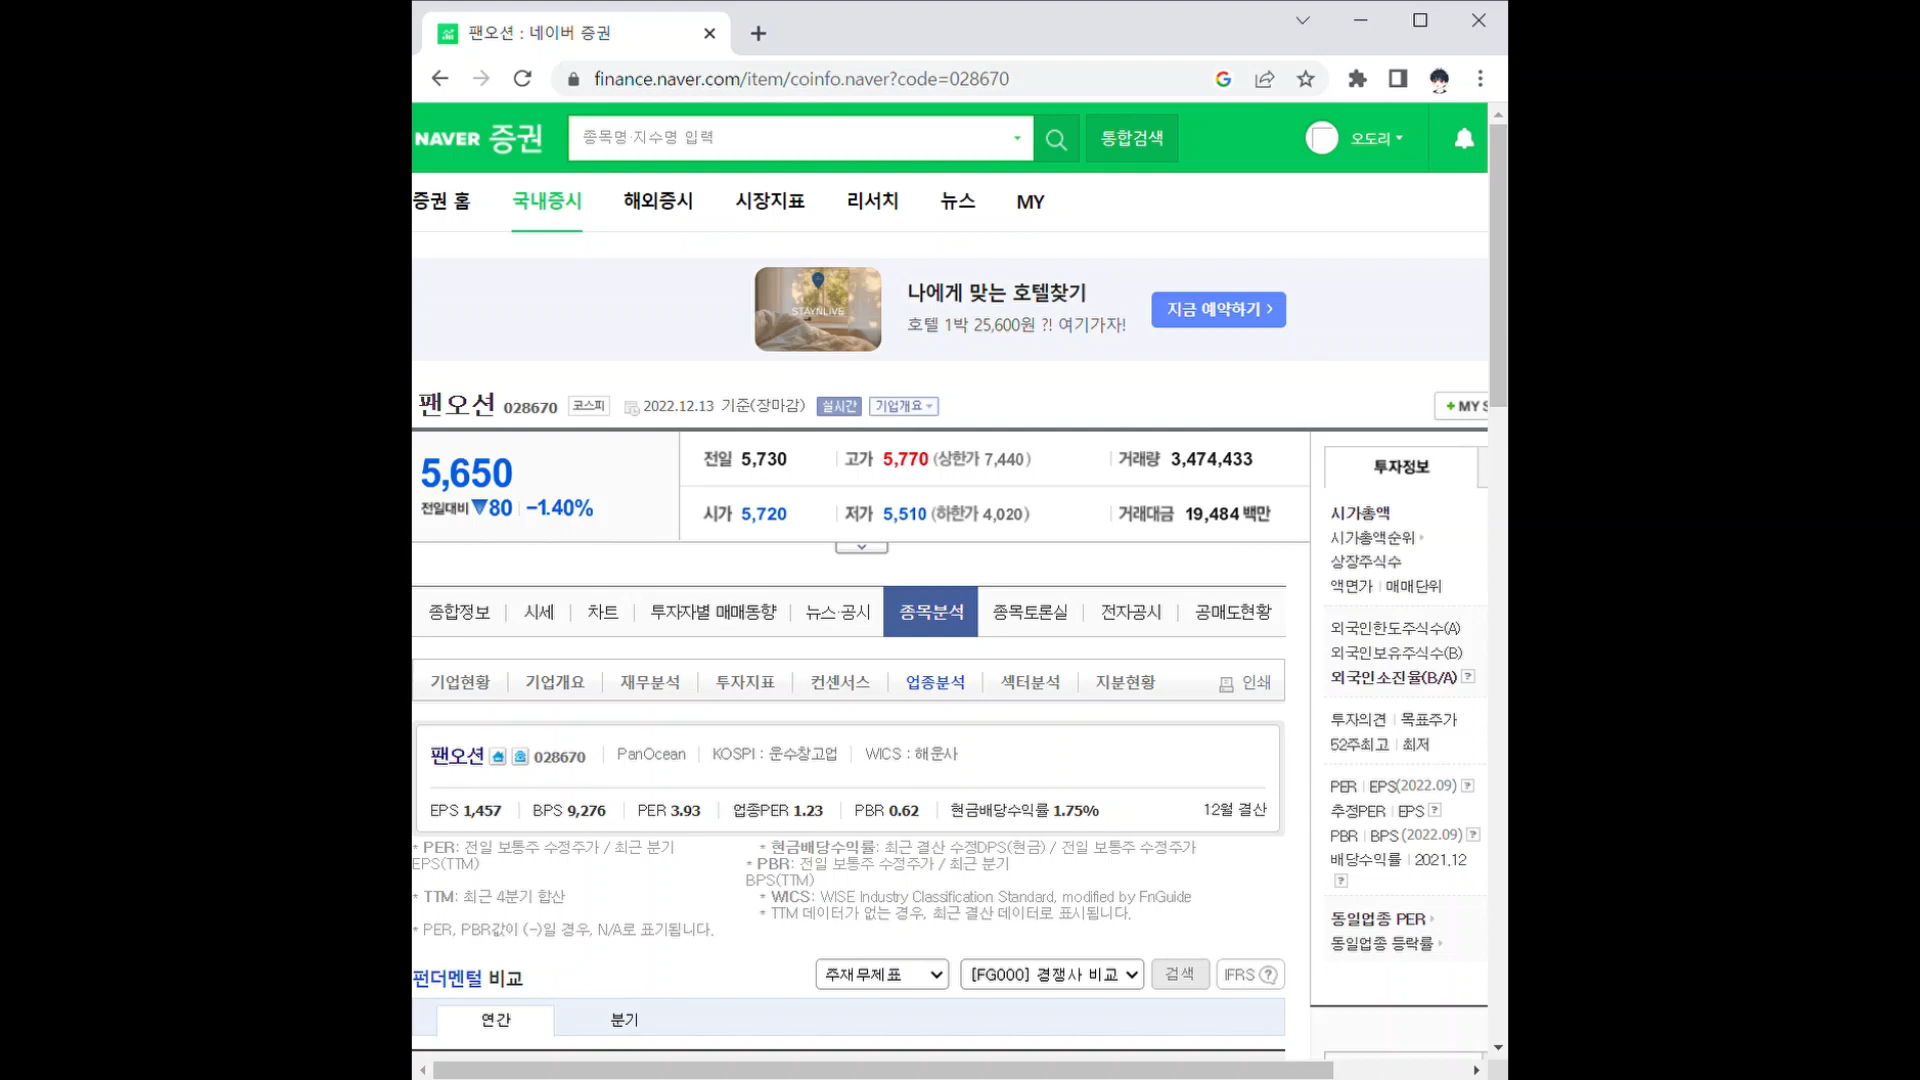 팬오션 : 네이버 증권
finance.naver.com/item/coinfo.naver?code=028670
NAVER 증권
종목명·지수명 입력
통합검색
오도리
증권 홈 국내증시 해외증시 시장지표 리서치 뉴스 MY
STAYNLIVE
나에게 맞는 호텔찾기
호텔 1박 25,600원 ?! 여기가자!
지금 예약하기 >
팬오션 028670 코스피 2022.12.13 기준(장마감) 실시간 기업개요
+ MY S
5,650
전일대비 ▼80 -1.40%
전일 5,730 고가 5,770 (상한가 7,440) 거래량 3,474,433
시가 5,720 저가 5,510 (하한가 4,020) 거래대금 19,484 백만
투자정보
시가총액
시가총액순위
상장주식수
액면가 | 매매단위
외국인한도주식수(A)
외국인보유주식수(B)
외국인소진율(B/A) ?
투자의견 | 목표주가
52주최고 | 최저
PER | EPS(2022.09) ?
추정PER | EPS ?
PBR | BPS(2022.09) ?
배당수익률 | 2021.12
?
동일업종 PER
동일업종 등락률
종합정보 시세 차트 투자자별 매매동향 뉴스·공시 종목분석 종목토론실 전자공시 공매도현황
기업현황 기업개요 재무분석 투자지표 컨센서스 업종분석 섹터분석 지분현황 인쇄
팬오션 028670 PanOcean KOSPI : 운수창고업 WICS : 해운사
EPS 1,457 BPS 9,276 PER 3.93 업종PER 1.23 PBR 0.62 현금배당수익률 1.75% 12월 결산
* PER: 전일 보통주 수정주가 / 최근 분기
EPS(TTM)
* 현금배당수익률: 최근 결산 수정DPS(현금) / 전일 보통주 수정주가
* PBR: 전일 보통주 수정주가 / 최근 분기
BPS(TTM)
* TTM: 최근 4분기 합산
* WICS: WISE Industry Classification Standard, modified by FnGuide
* TTM 데이터가 없는 경우, 최근 결산 데이터로 표시됩니다.
* PER, PBR값이 (-)일 경우, N/A로 표기됩니다.
펀더멘털 비교
주재무제표 [FG000] 경쟁사 비교 검색 IFRS ?
연간 분기